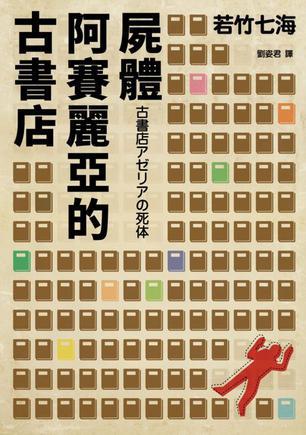 古書店
阿賽麗亞的
屍體
古書店アゼリアの死体
若竹七海
劉姿君 譯